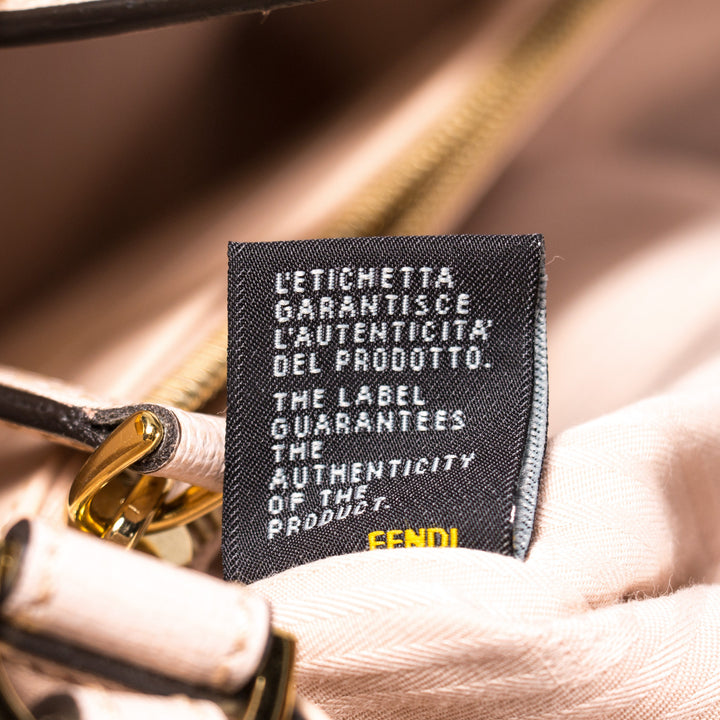 L'ETICHETTA
GARANTISCE
L'AUTENTICITA'
DEL PRODOTTO.
THE LABEL
GUARANTEES
THE
AUTHENTICITY
OF THE
PRODUCT.
FENDI